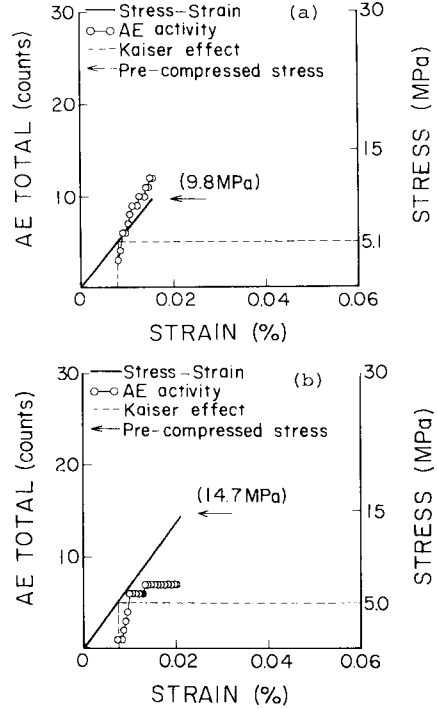 Stress-Strain (a)
AE activity
Kaiser effect
Pre-compressed stress
AE TOTAL (counts)
30
20
10
0
0.02
0.04
0.06
STRAIN (%)
(9.8MPa)
30
15
5.1
STRESS (MPa)
Stress-Strain (b)
AE activity
Kaiser effect
Pre-compressed stress
AE TOTAL (counts)
30
20
10
0
0.02
0.04
0.06
STRAIN (%)
(14.7MPa)
30
15
5.0
STRESS (MPa)